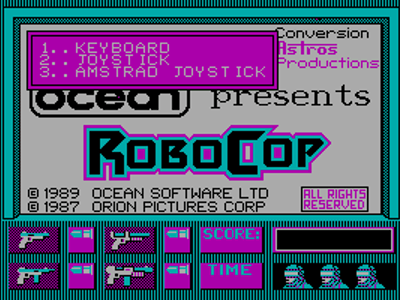 Conversion
Astros
Productions
1.. KEYBOARD
2.. JOYSTICK
3.. AMSTRAD JOYSTICK
ocean presents
ROBOCOP
© 1989 OCEAN SOFTWARE LTD
© 1987 ORION PICTURES CORP
ALL RIGHTS
RESERVED
SCORE:
TIME